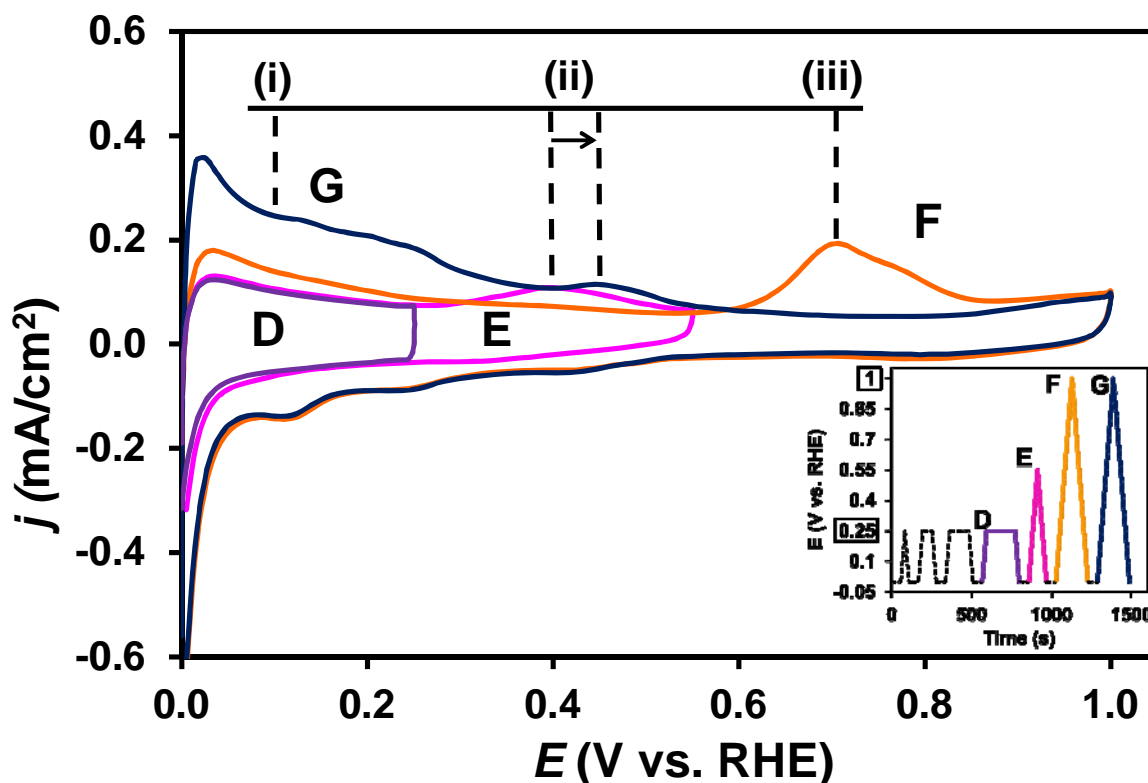 0.6
0.4
0.2
0.0
-0.2
-0.4
-0.6
j (mA/cm²)
(i)
(ii)
(iii)
G
F
D
E
0.0
0.2
0.4
0.6
0.8
1.0
E (V vs. RHE)
1
0.85
0.7
0.55
0.4
0.25
0.1
-0.05
E (V vs. RHE)
F
G
E
D
0
500
1000
1500
Time (s)